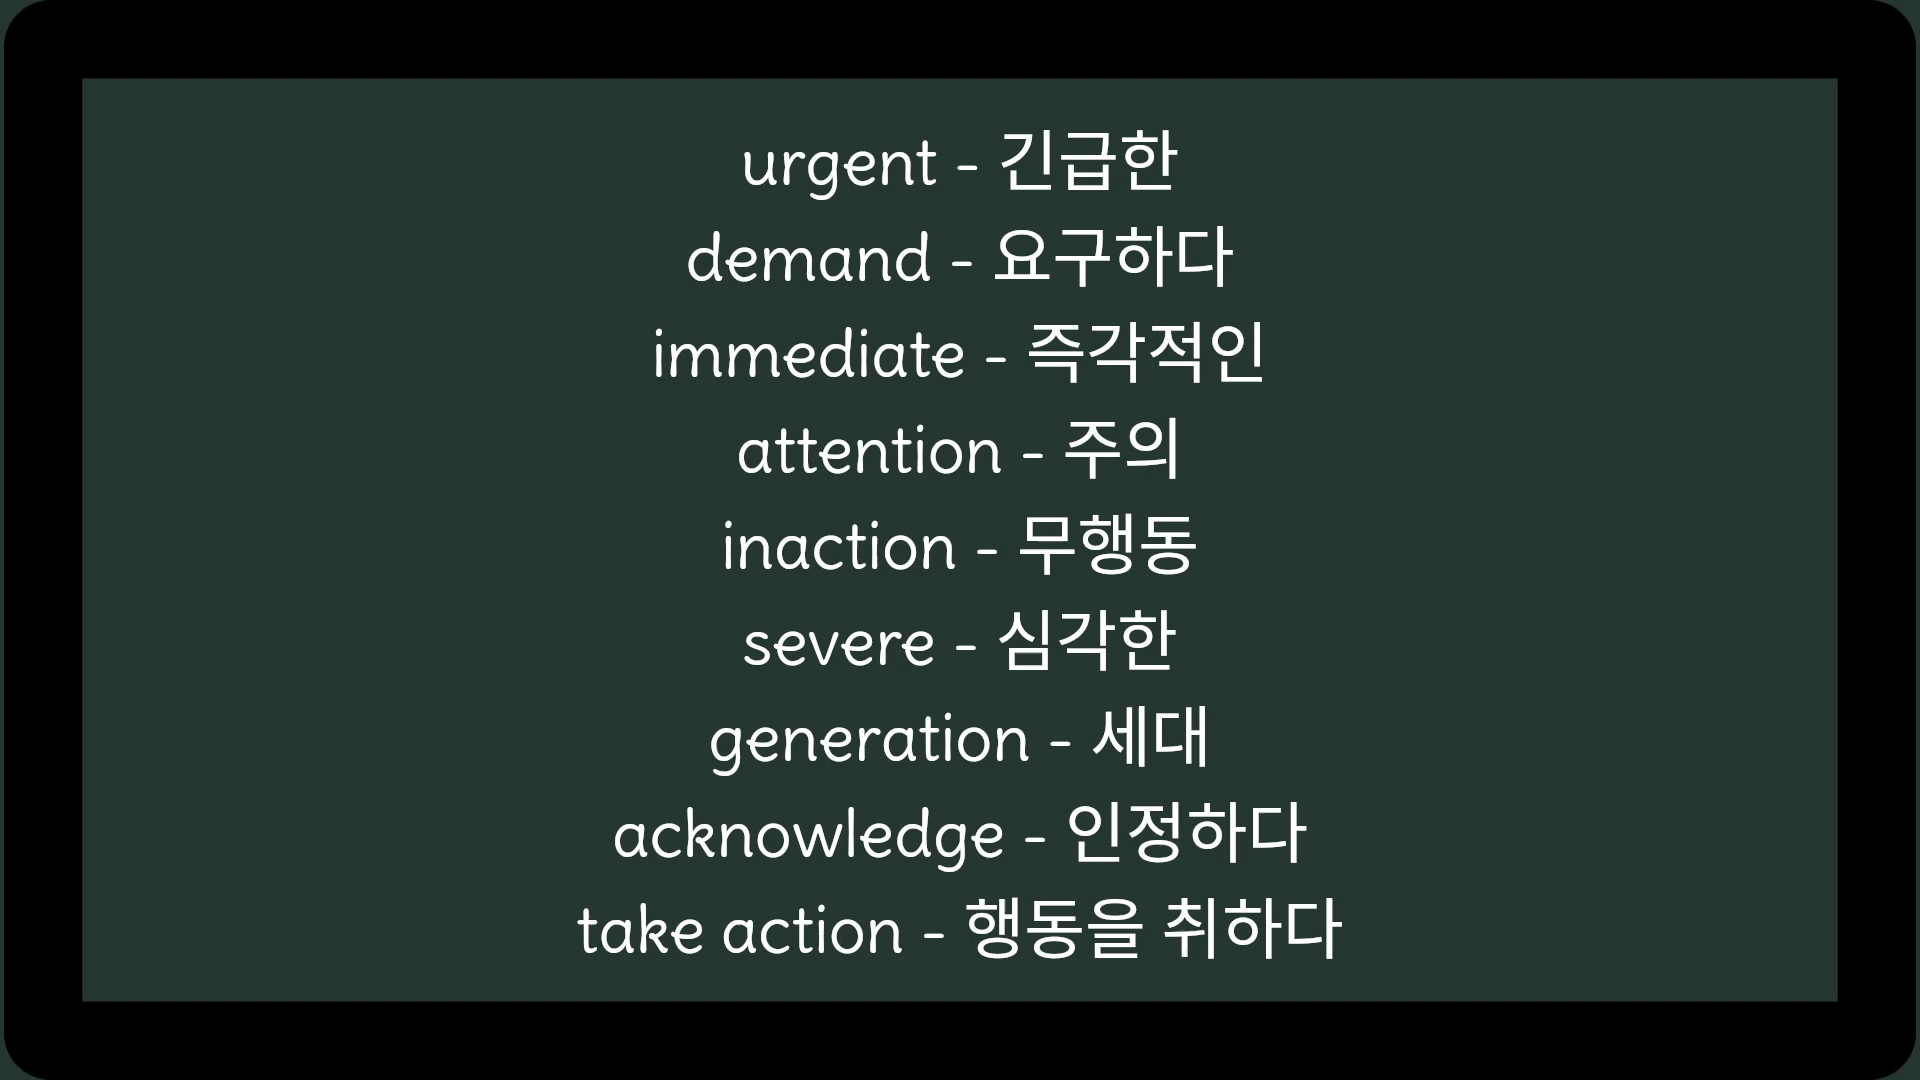 urgent - 긴급한
demand - 요구하다
immediate - 즉각적인
attention - 주의
inaction - 무행동
severe - 심각한
generation - 세대
acknowledge - 인정하다
take action - 행동을 취하다